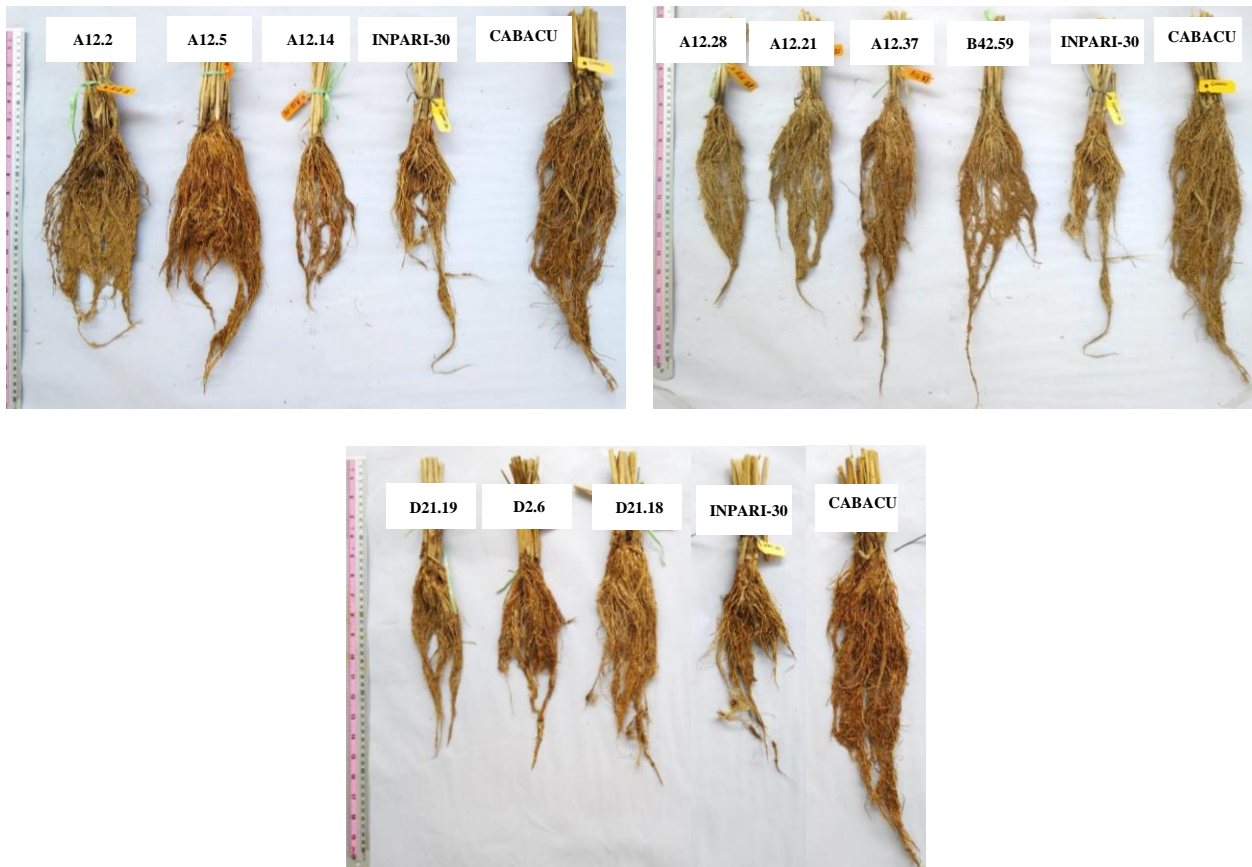 A12.2 A12.5 A12.14 INPARI-30 CABACU
A12.28 A12.21 A12.37 B42.59 INPARI-30 CABACU
D21.19 D2.6 D21.18 INPARI-30 CABACU